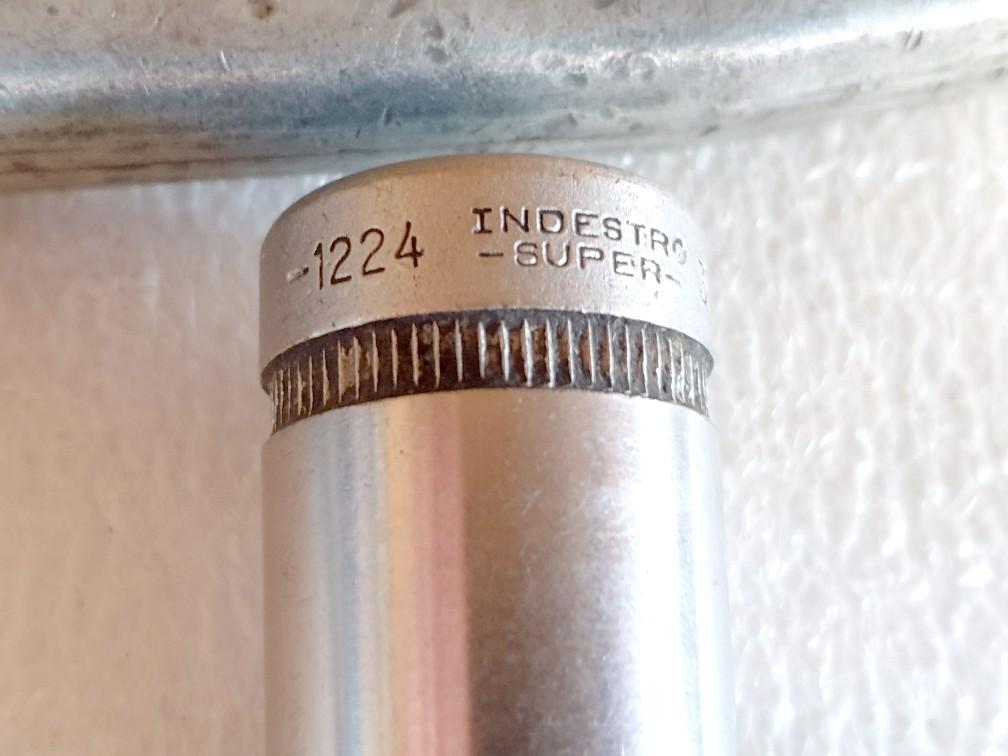 -1224
INDESTRO
-SUPER-